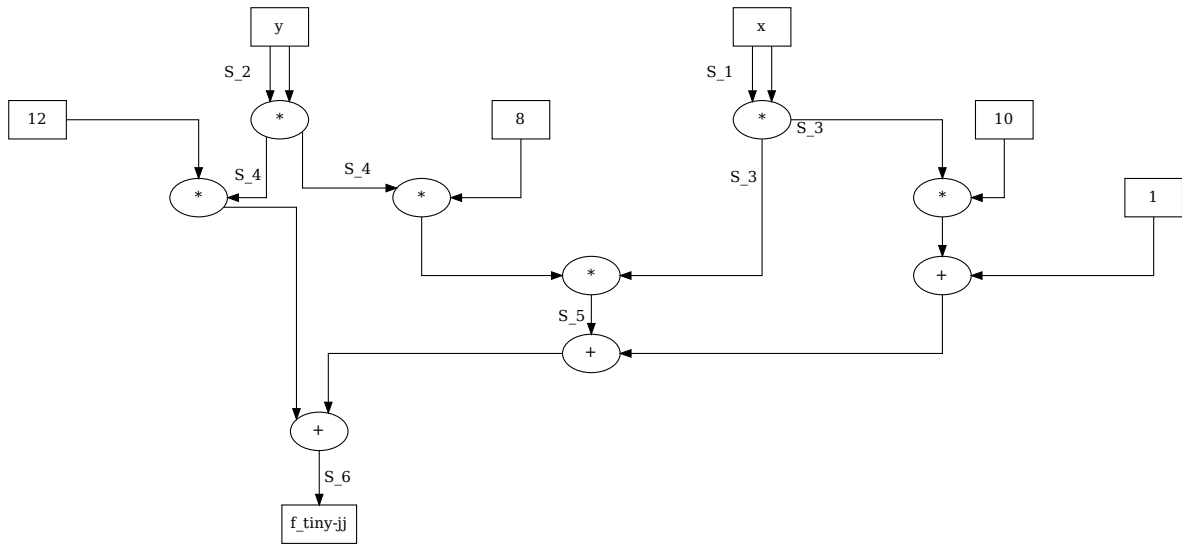 y
x
S_2
S_1
12
*
8
*
10
S_3
S_4
S_4
S_3
*
*
*
1
*
+
S_5
+
+
S_6
f_tiny-jj